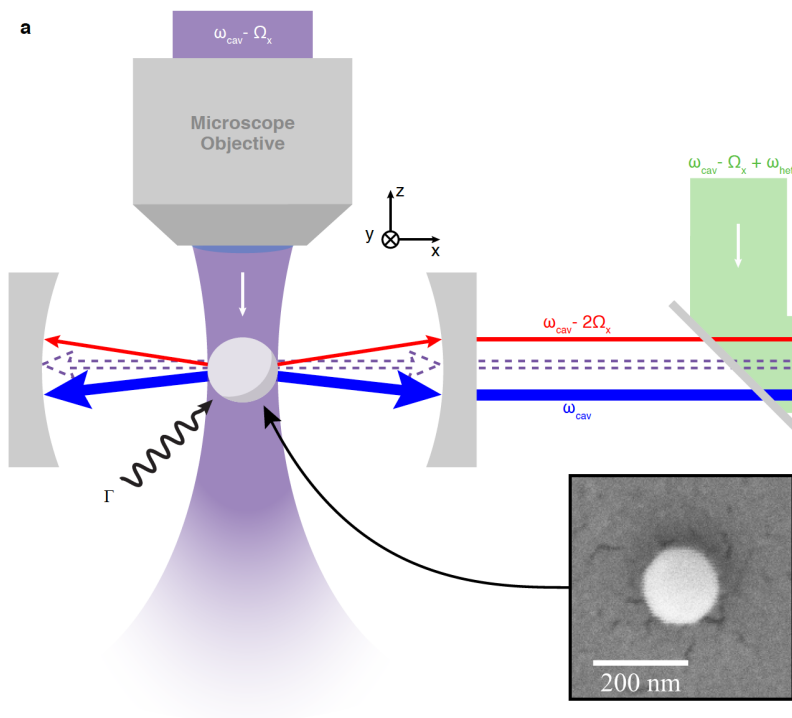 a
ω_cav - Ω_x
Microscope
Objective
z
y
x
ω_cav - Ω_x + ω_het
ω_cav - 2Ω_x
ω_cav
Γ
200 nm